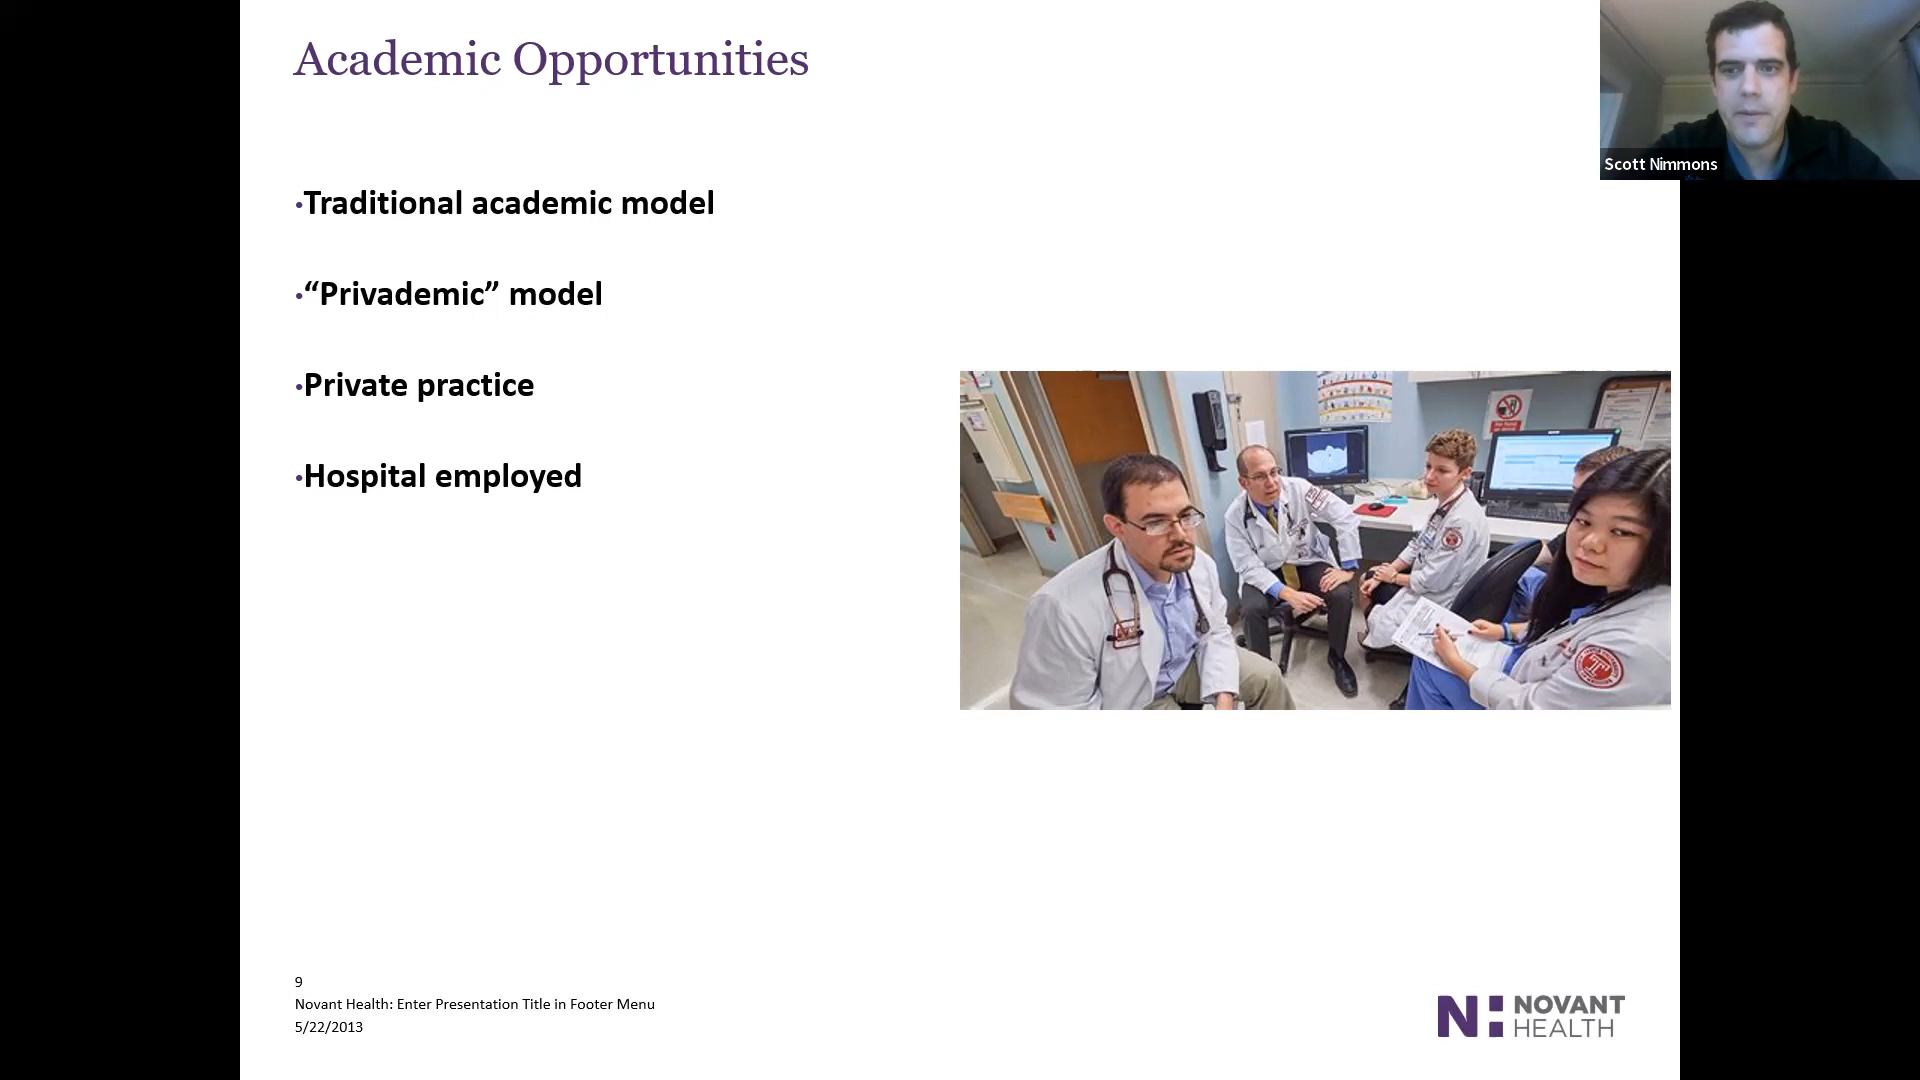 Academic Opportunities
Scott Nimmons
•Traditional academic model
•“Privademic” model
•Private practice
•Hospital employed
9
Novant Health: Enter Presentation Title in Footer Menu
5/22/2013
NOVANT
HEALTH